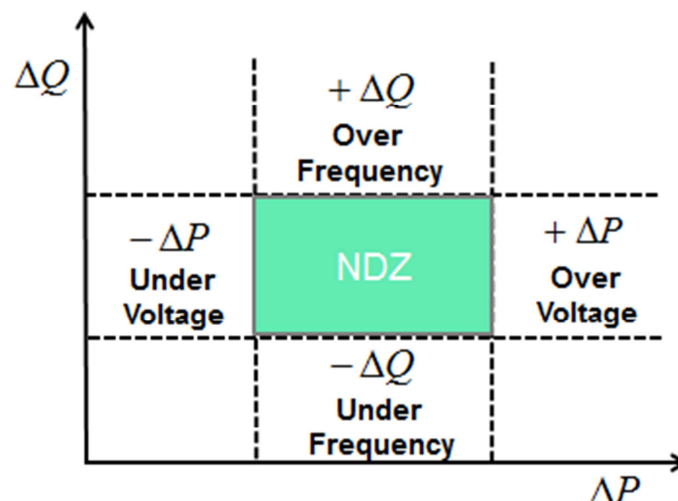 ΔQ
+ ΔQ
Over
Frequency
− ΔP
Under
Voltage
NDZ
+ ΔP
Over
Voltage
− ΔQ
Under
Frequency
ΔP